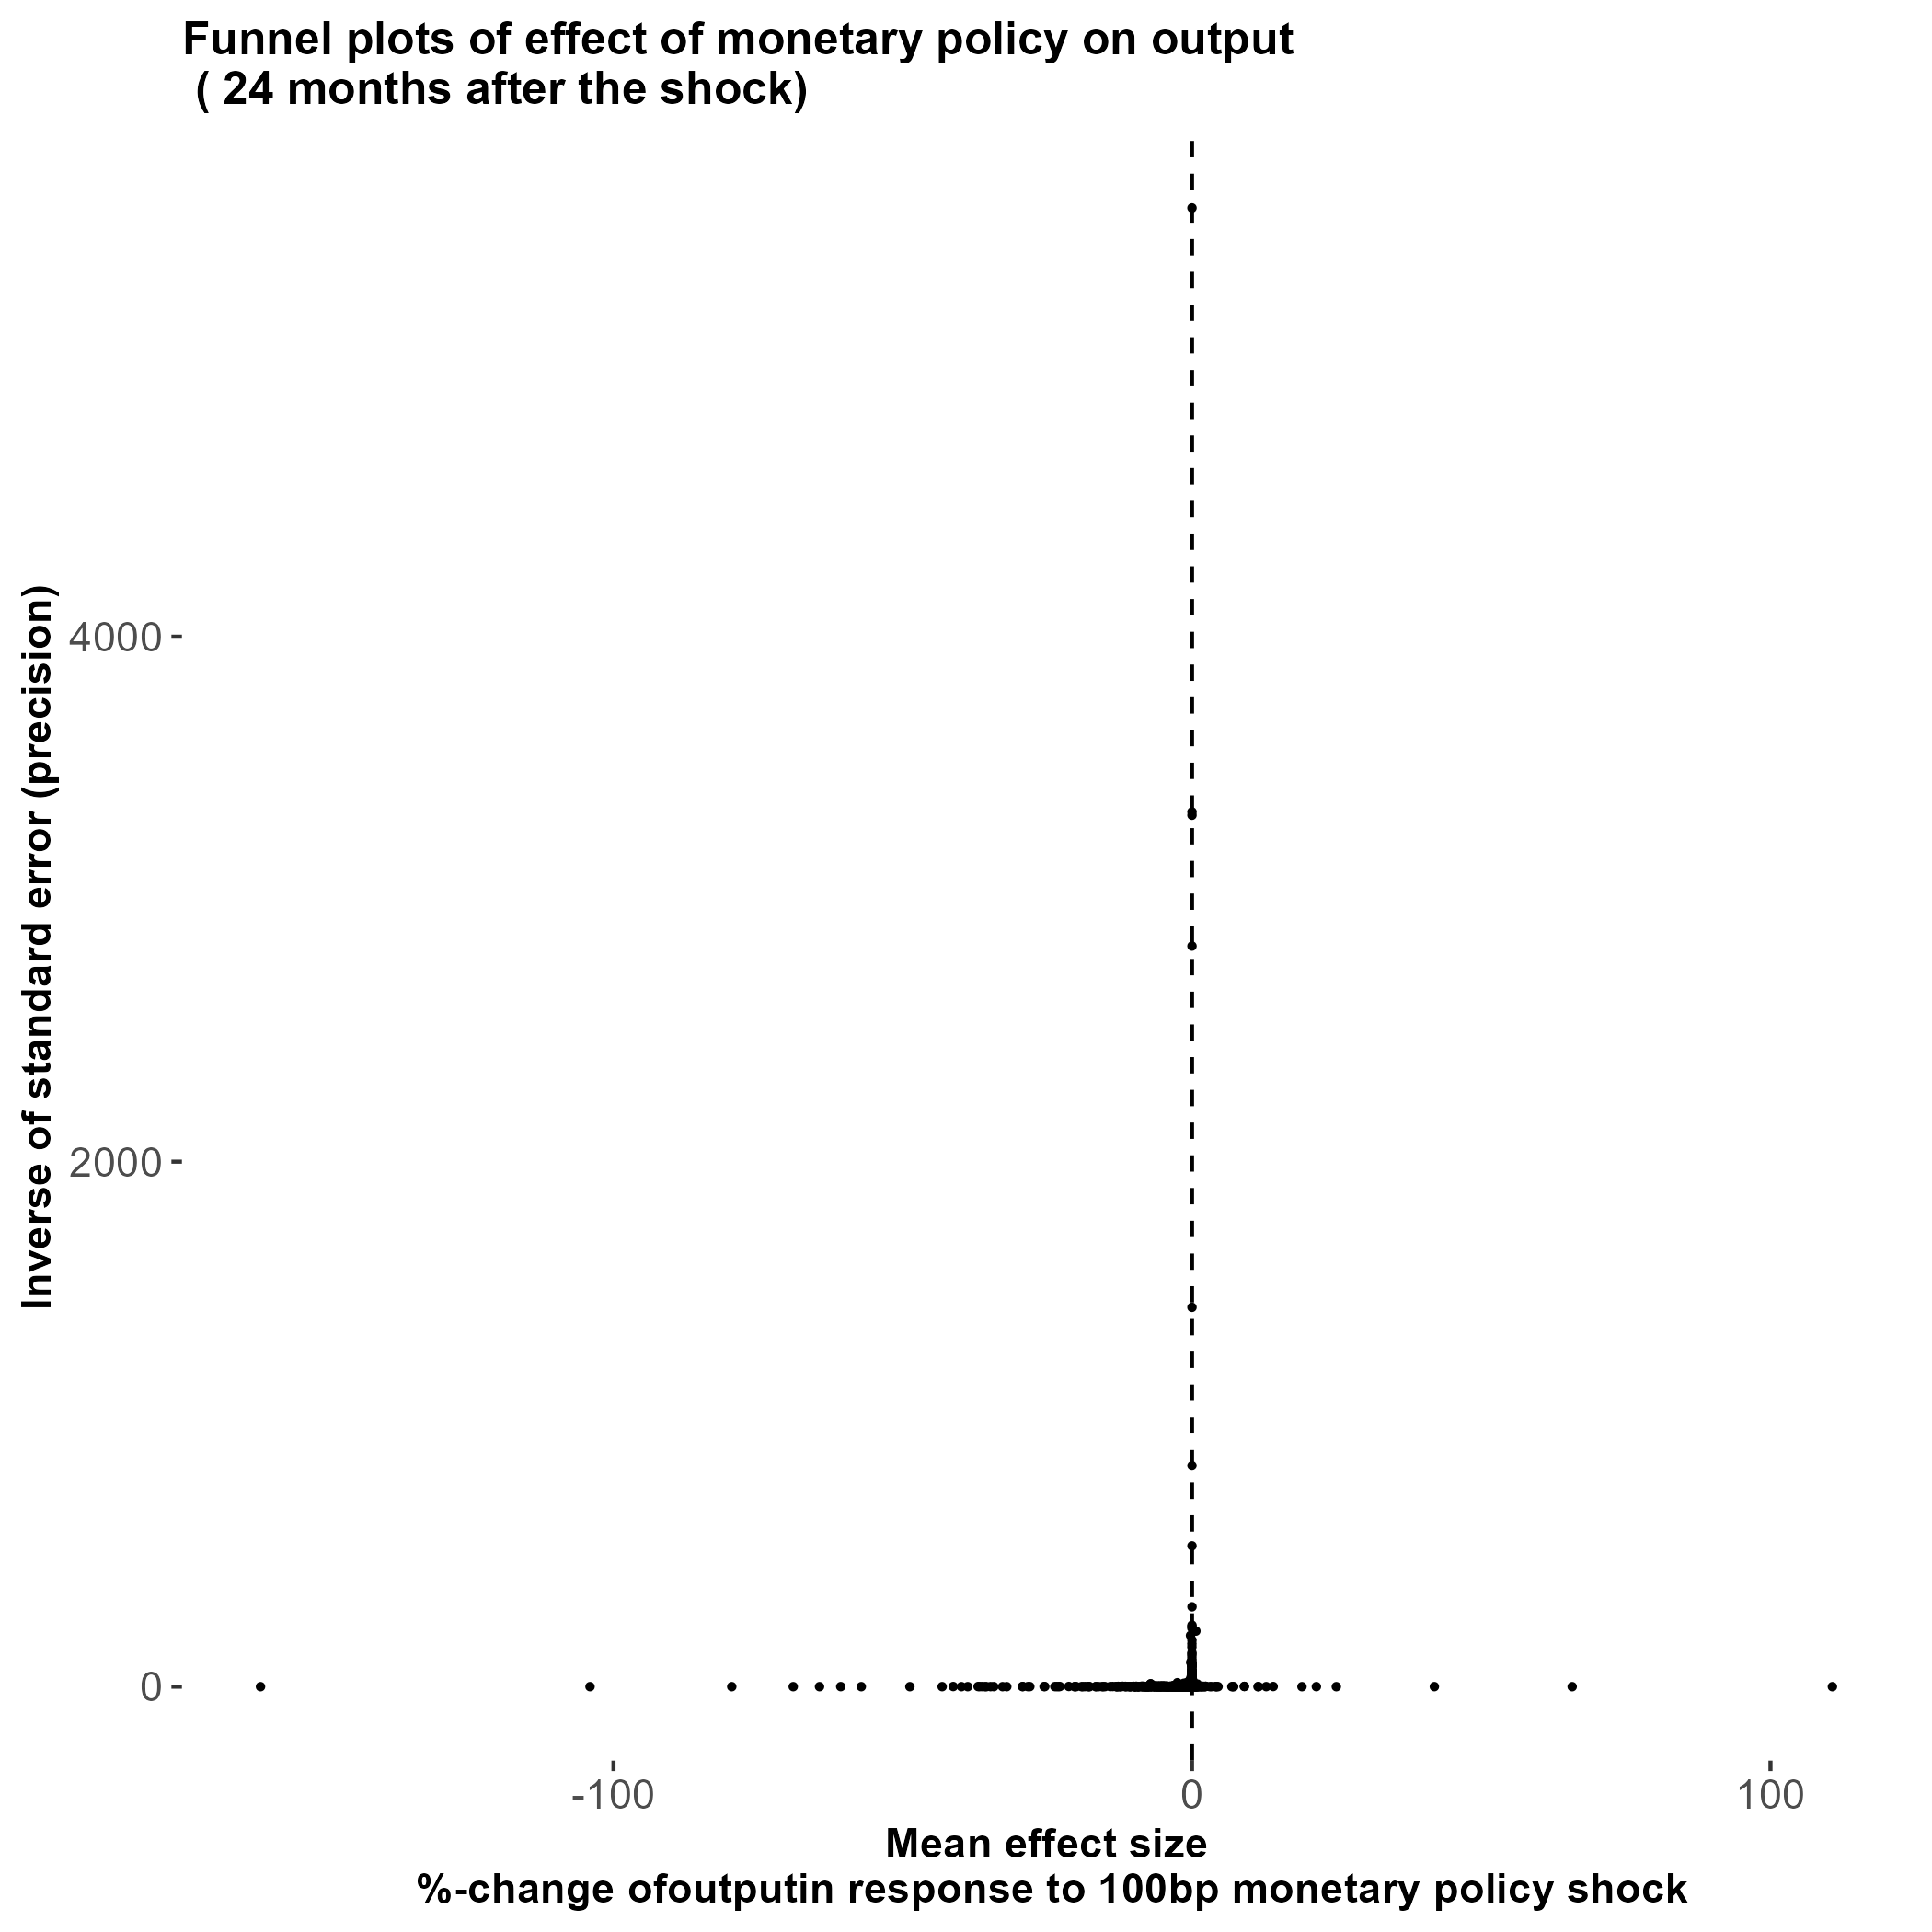 Funnel plots of effect of monetary policy on output
( 24 months after the shock)
Inverse of standard error (precision)
4000
2000
0
-100
0
100
Mean effect size
%-change ofoutputin response to 100bp monetary policy shock